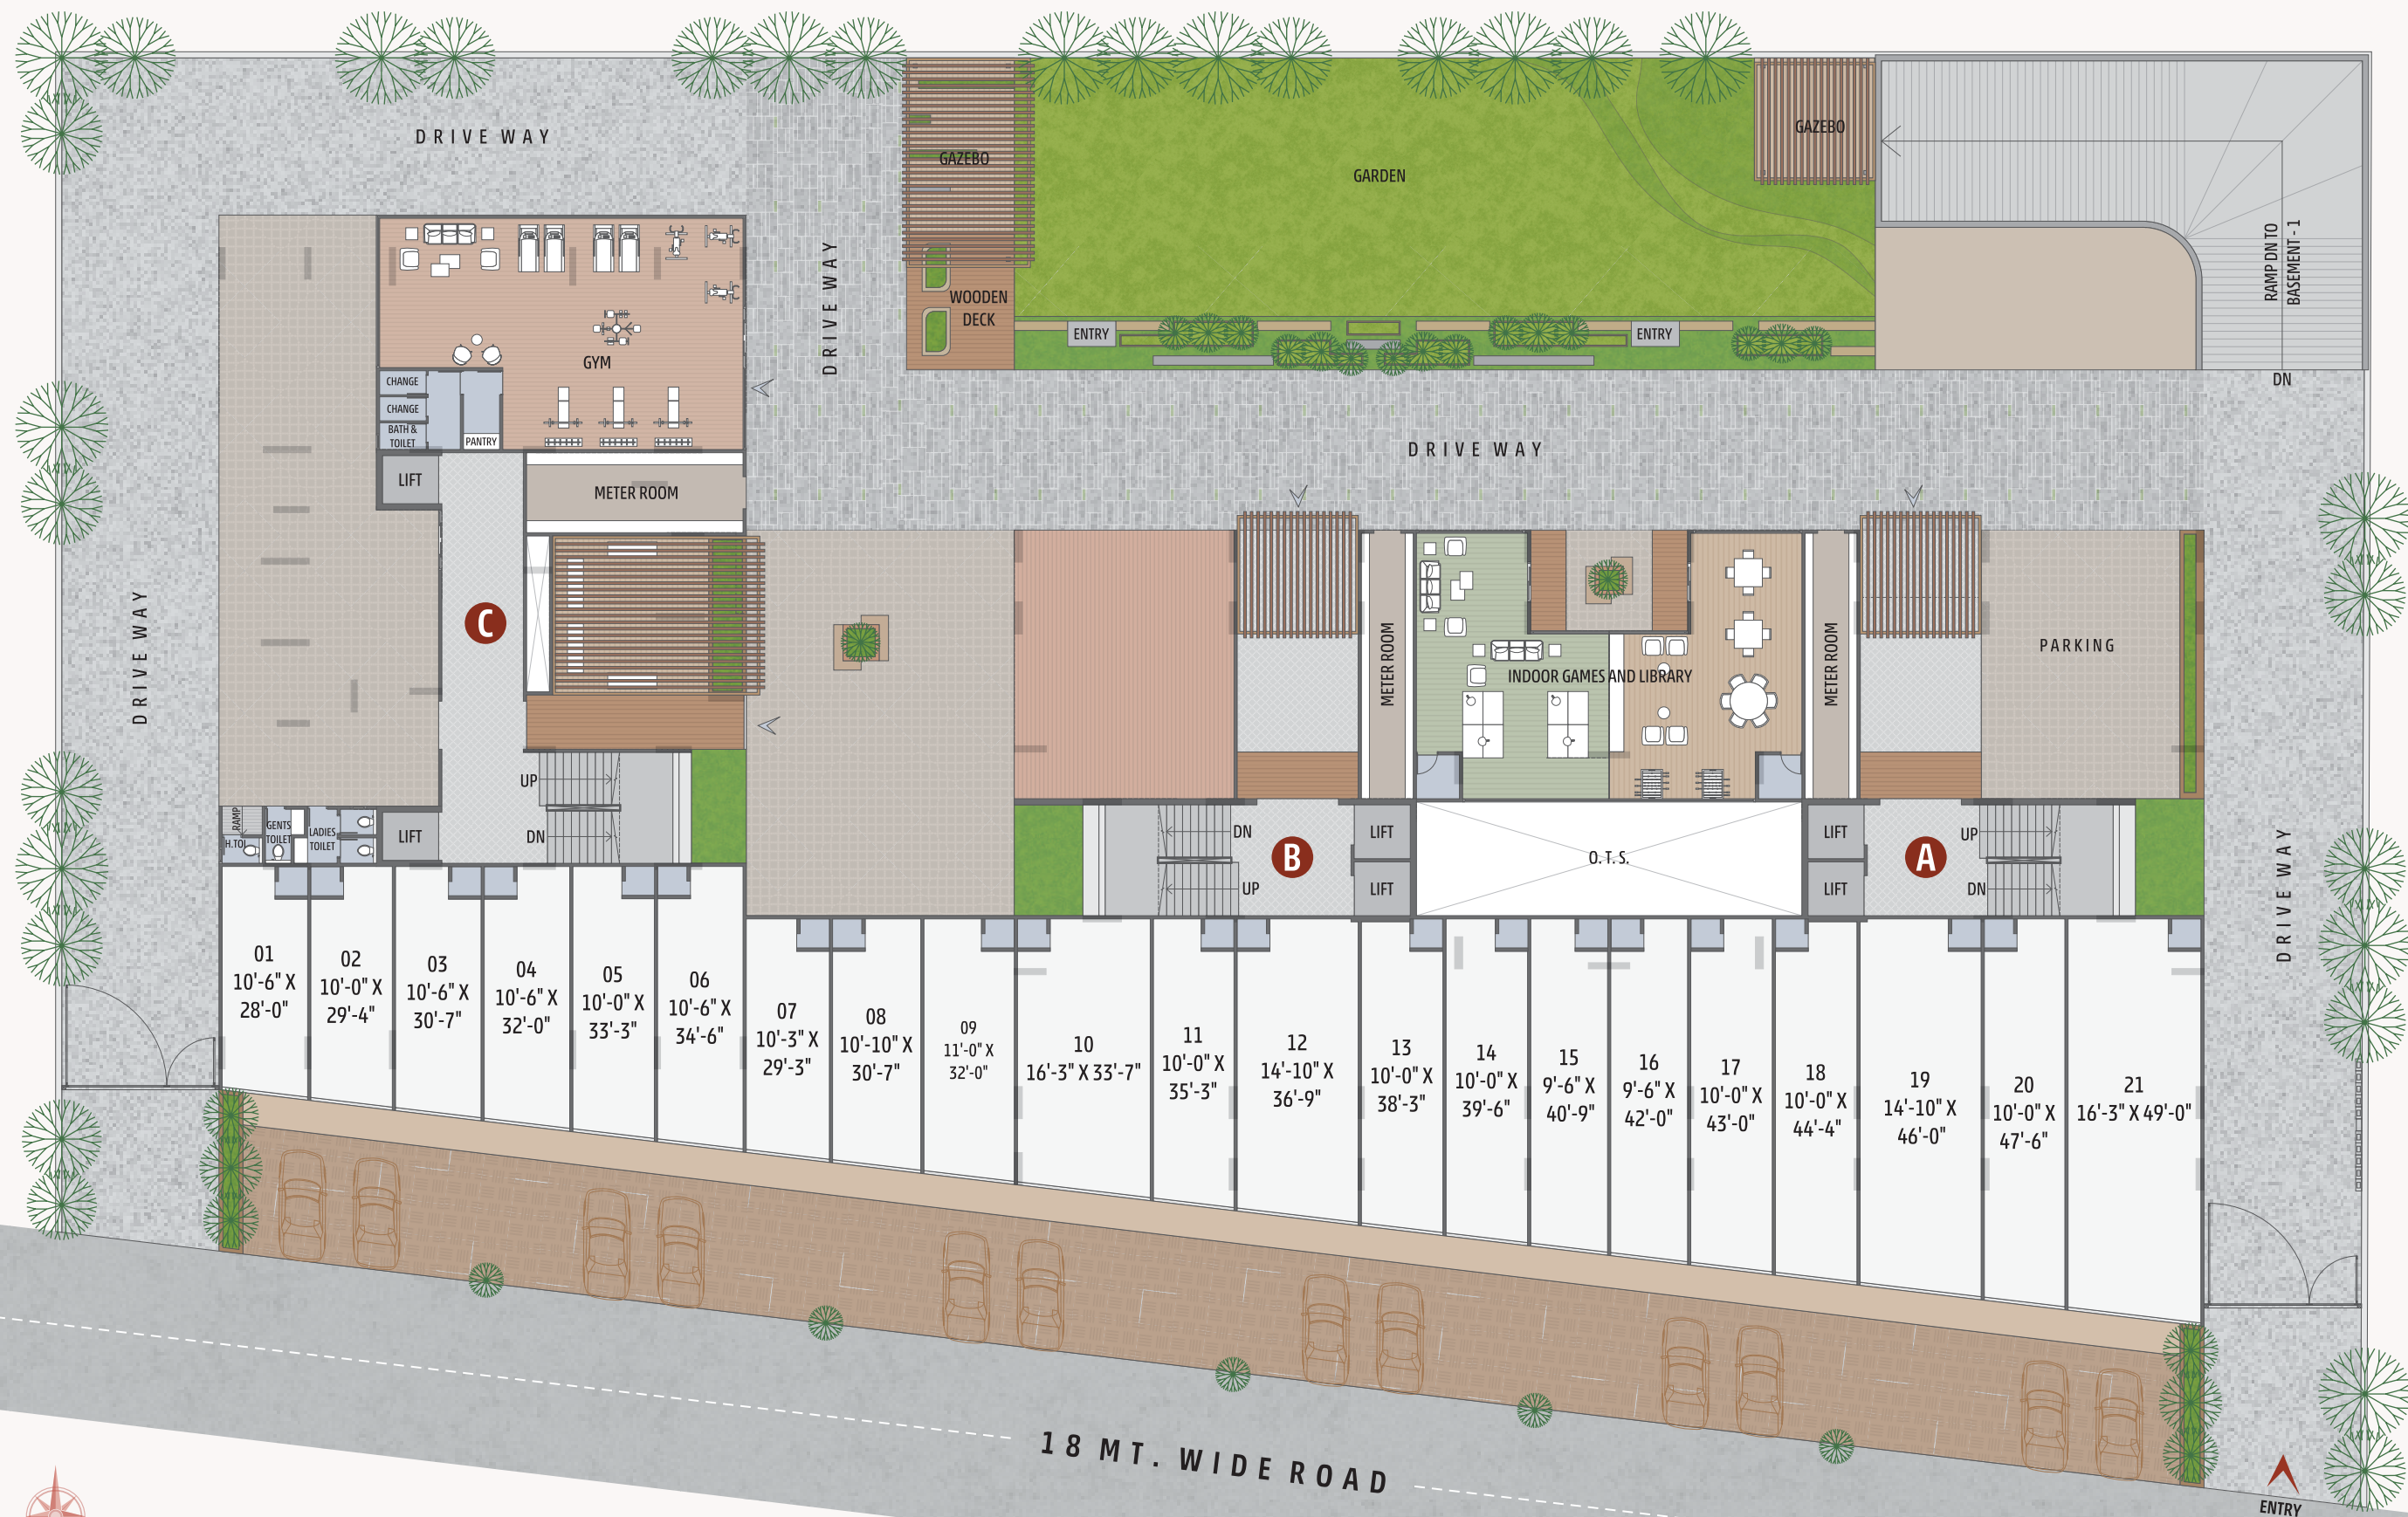 DRIVE WAY
GAZEBO
GARDEN
GAZEBO
RAMP DN TO
BASEMENT-1
DN
DRIVE WAY
WOODEN
DECK
ENTRY
ENTRY
GYM
CHANGE
CHANGE
BATH &
TOILET
PANTRY
LIFT
METER ROOM
DRIVE WAY
DRIVE WAY
C
METER ROOM
INDOOR GAMES AND LIBRARY
METER ROOM
PARKING
UP
DN
LIFT
RAMP
H.TOI
GENTS
TOILET
LADIES
TOILET
DN
UP
B
LIFT
LIFT
O.T.S.
LIFT
LIFT
A
UP
DN
DRIVE WAY
01
10'-6" X
28'-0"
02
10'-0" X
29'-4"
03
10'-6" X
30'-7"
04
10'-6" X
32'-0"
05
10'-0" X
33'-3"
06
10'-6" X
34'-6"
07
10'-3" X
29'-3"
08
10'-10" X
30'-7"
09
11'-0" X
32'-0"
10
16'-3" X 33'-7"
11
10'-0" X
35'-3"
12
14'-10" X
36'-9"
13
10'-0" X
38'-3"
14
10'-0" X
39'-6"
15
9'-6" X
40'-9"
16
9'-6" X
42'-0"
17
10'-0" X
43'-0"
18
10'-0" X
44'-4"
19
14'-10" X
46'-0"
20
10'-0" X
47'-6"
21
16'-3" X 49'-0"
18 MT. WIDE ROAD
ENTRY